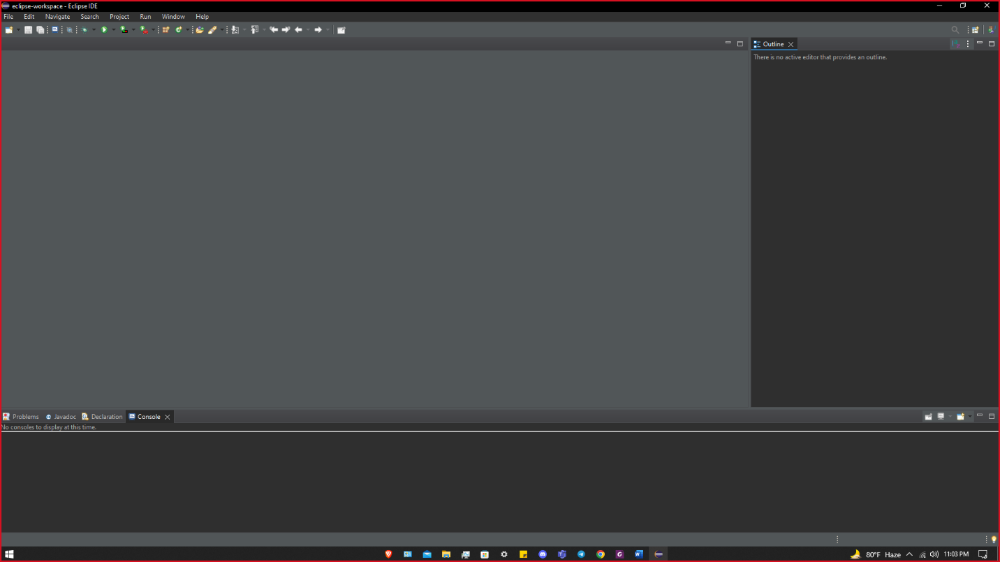 eclipse-workspace - Eclipse IDE
File Edit Navigate Search Project Run Window Help
Outline
There is no active editor that provides an outline.
Problems Javadoc Declaration Console
No consoles to display at this time.
80°F Haze 11:03 PM